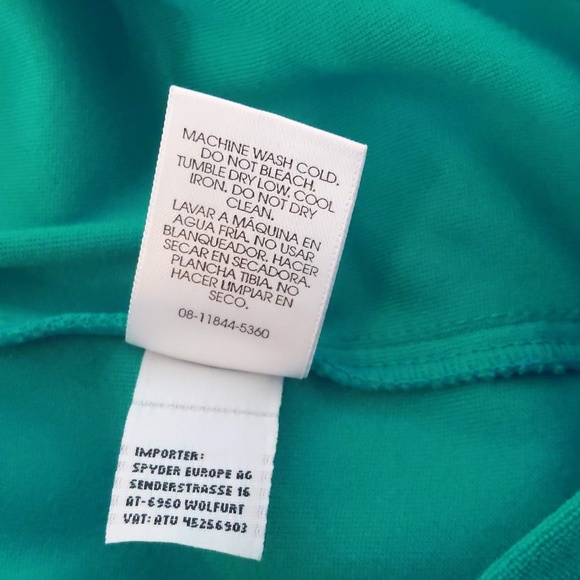 MACHINE WASH COLD.
DO NOT BLEACH.
TUMBLE DRY LOW. COOL
IRON. DO NOT DRY
CLEAN.
LAVAR A MÁQUINA EN
AGUA FRÍA. NO USAR
BLANQUEADOR. HACER
SECAR EN SECADORA.
PLANCHA TIBIA. NO
HACER LIMPIAR EN
SECO.
08-11844-5360
IMPORTER:
SPYDER EUROPE AG
SENDERSTRASSE 16
AT-6960 WOLFURT
VAT: ATU 45256903